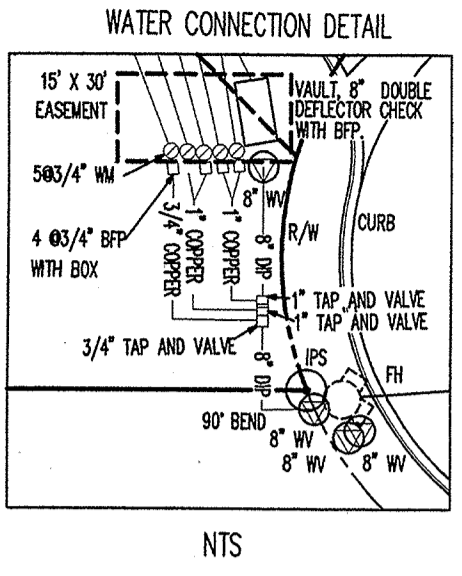 WATER CONNECTION DETAIL
15' X 30'
EASEMENT
VAULT, 8" DOUBLE
DEFLECTOR CHECK
WITH BFP.
5@3/4" WM
8" WV
4 @3/4" BFP
WITH BOX
3/4" COPPER
1" COPPER
1" COPPER
8" DIP
R/W
CURB
1" TAP AND VALVE
1" TAP AND VALVE
3/4" TAP AND VALVE
8" DIP
IPS
FH
90° BEND
8" WV
8" WV
8" WV
NTS